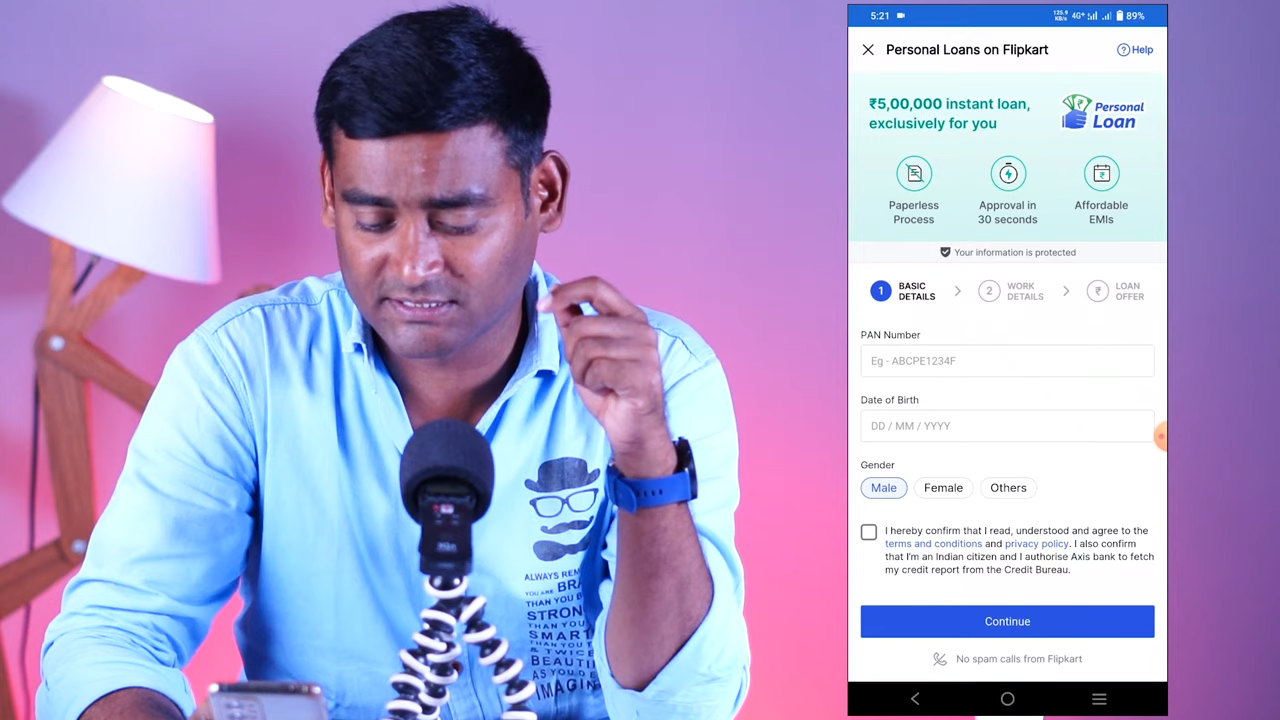 5:21
125.9
KB/s
4G+
89%
Personal Loans on Flipkart
Help
₹5,00,000 instant loan,
exclusively for you
Personal
Loan
Paperless
Process
Approval in
30 seconds
Affordable
EMIs
Your information is protected
1 BASIC
DETAILS
2 WORK
DETAILS
₹ LOAN
OFFER
PAN Number
Eg - ABCPE1234F
Date of Birth
DD / MM / YYYY
Gender
Male Female Others
I hereby confirm that I read, understood and agree to the
terms and conditions and privacy policy. I also confirm
that I'm an Indian citizen and I authorise Axis bank to fetch
my credit report from the Credit Bureau.
Continue
No spam calls from Flipkart
ALWAYS
YOU ARE
THAN YOU
STRON
THAN YOU
SMART
THAN YOU
& TWICE
BEAUTI
AS YOU
IMAGIN